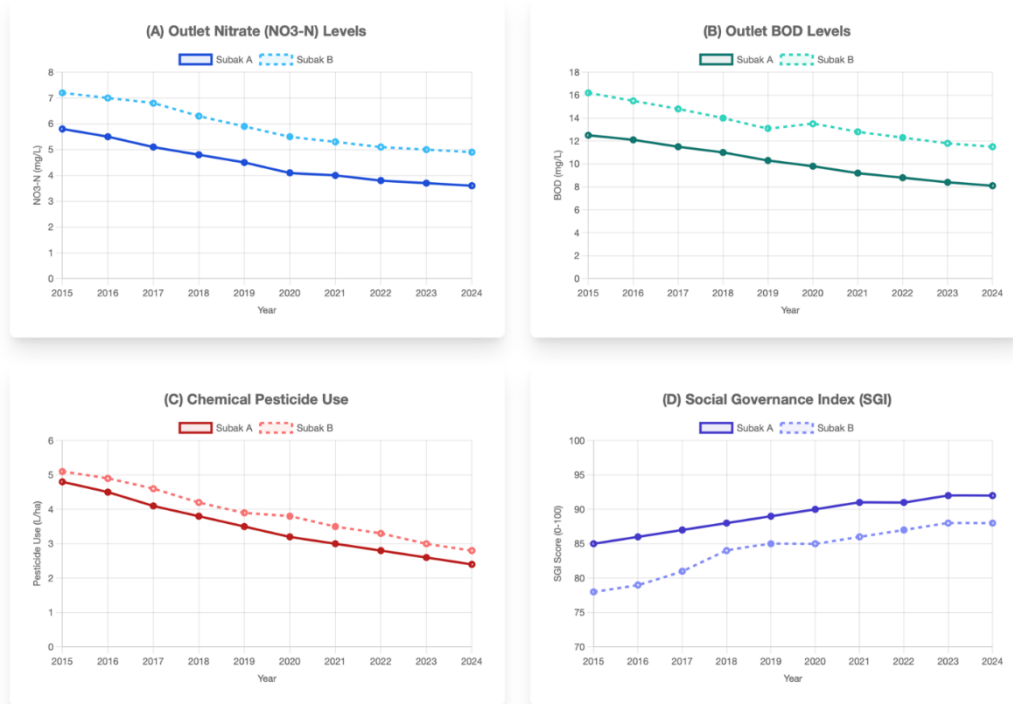 (A) Outlet Nitrate (NO3-N) Levels
Subak A Subak B
8
7
6
5
4
3
2
1
0
NO3-N (mg/L)
2015 2016 2017 2018 2019 2020 2021 2022 2023 2024
Year
(B) Outlet BOD Levels
Subak A Subak B
18
16
14
12
10
8
6
4
2
0
BOD (mg/L)
2015 2016 2017 2018 2019 2020 2021 2022 2023 2024
Year
(C) Chemical Pesticide Use
Subak A Subak B
6
5
4
3
2
1
0
Pesticide Use (L/ha)
2015 2016 2017 2018 2019 2020 2021 2022 2023 2024
Year
(D) Social Governance Index (SGI)
Subak A Subak B
100
95
90
85
80
75
70
SGI Score (0-100)
2015 2016 2017 2018 2019 2020 2021 2022 2023 2024
Year